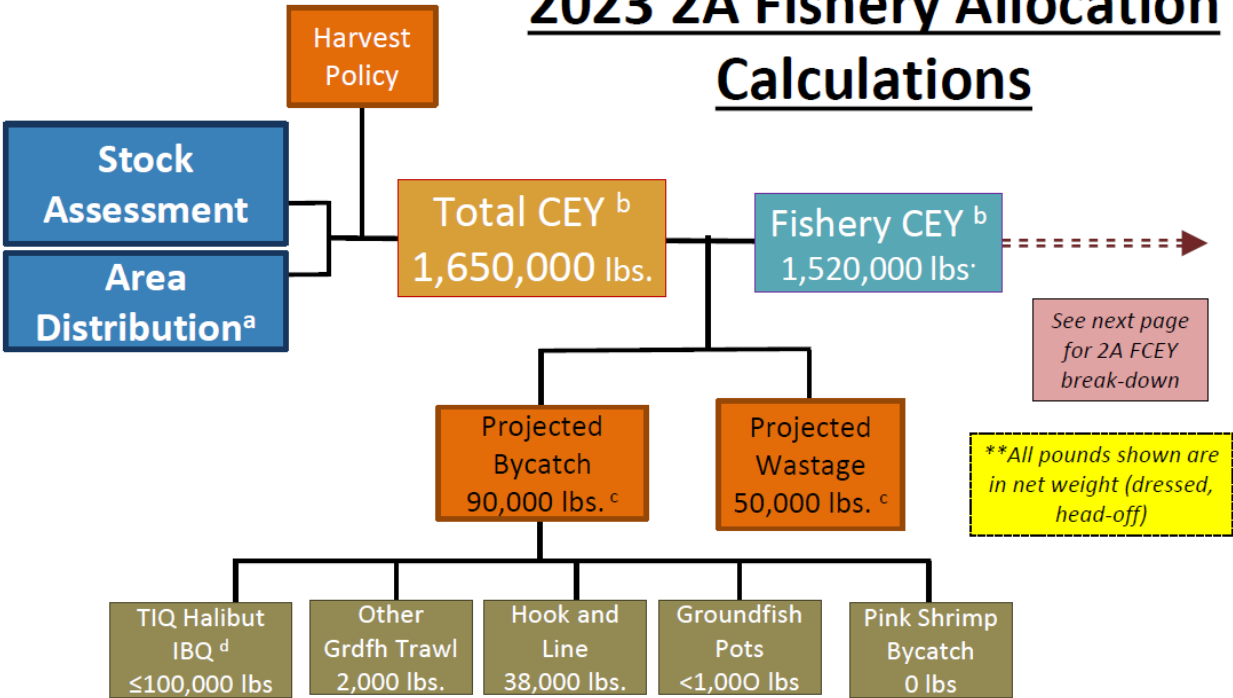 2023 2A Fishery Allocation
Calculations
Harvest
Policy
Stock
Assessment
Area
Distributionᵃ
Total CEY ᵇ
1,650,000 lbs.
Fishery CEY ᵇ
1,520,000 lbs.
See next page
for 2A FCEY
break-down
Projected
Bycatch
90,000 lbs. ᶜ
Projected
Wastage
50,000 lbs. ᶜ
**All pounds shown are
in net weight (dressed,
head-off)
TIQ Halibut
IBQ ᵈ
≤100,000 lbs
Other
Grdfh Trawl
2,000 lbs.
Hook and
Line
38,000 lbs.
Groundfish
Pots
<1,00O lbs
Pink Shrimp
Bycatch
0 lbs